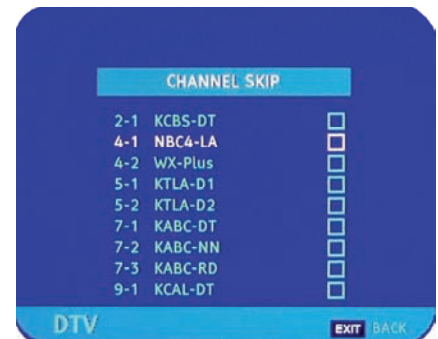 CHANNEL SKIP
2-1 KCBS-DT
4-1 NBC4-LA
4-2 WX-Plus
5-1 KTLA-D1
5-2 KTLA-D2
7-1 KABC-DT
7-2 KABC-NN
7-3 KABC-RD
9-1 KCAL-DT
DTV EXIT BACK